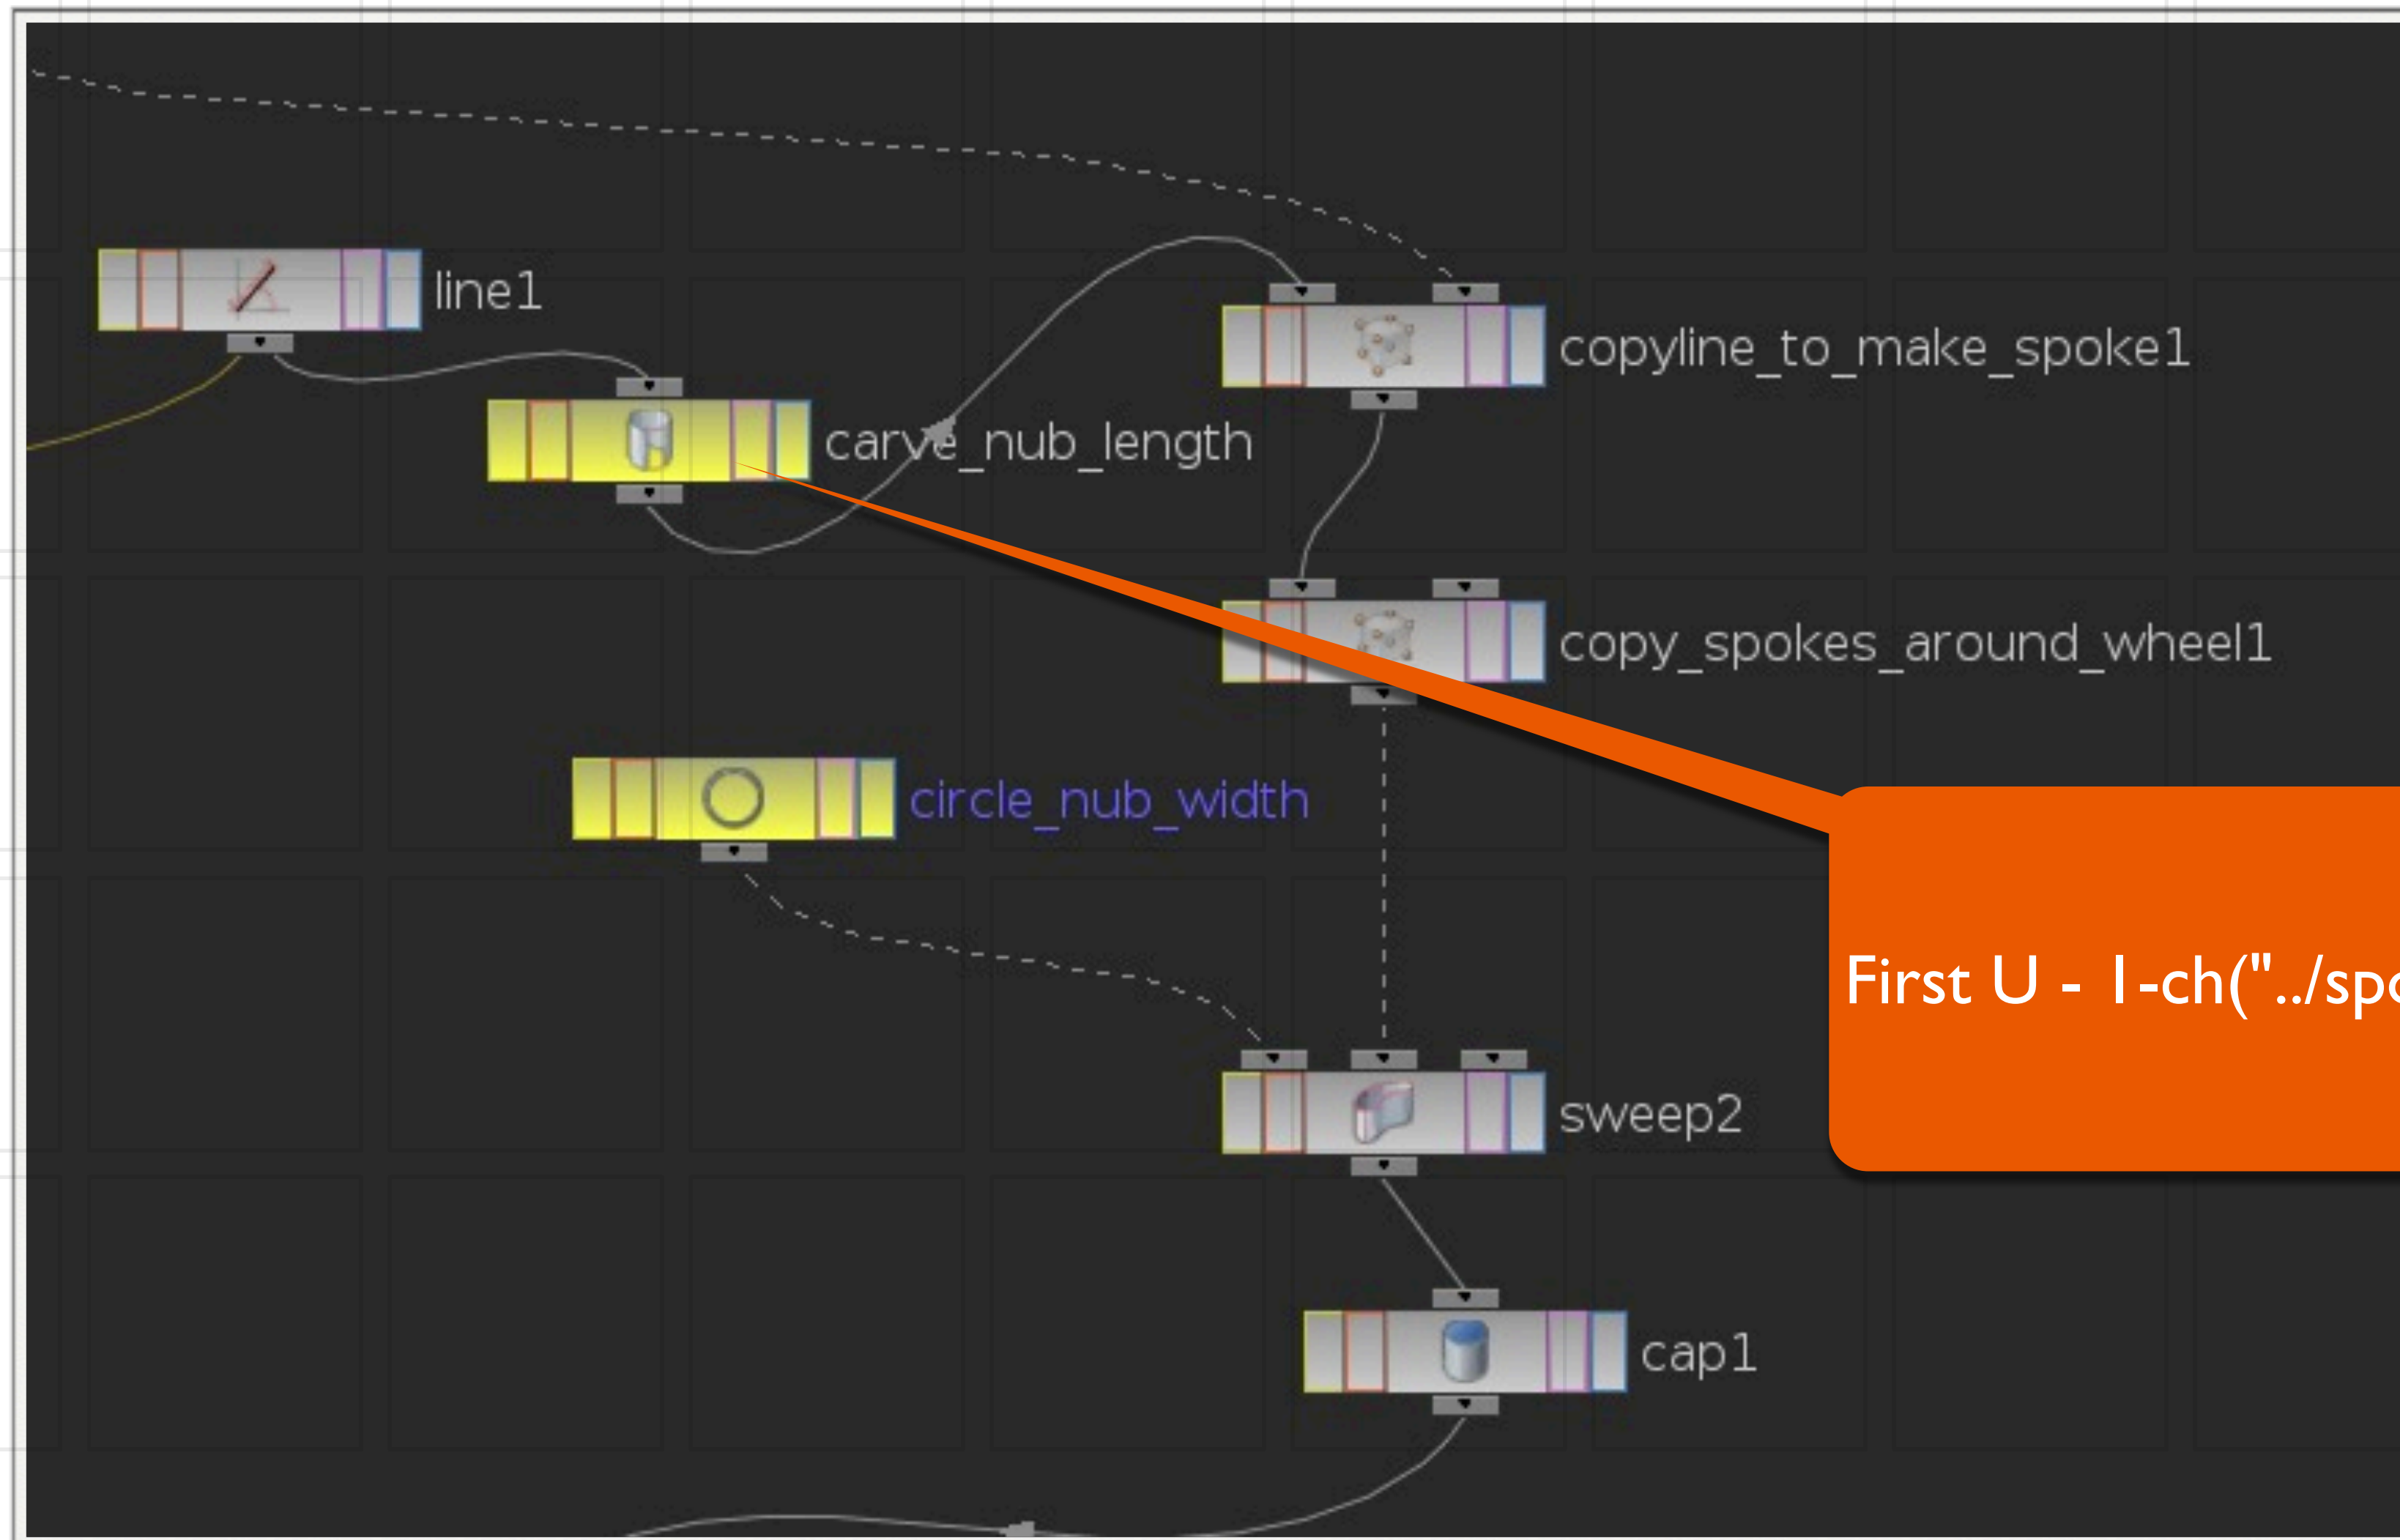 line1
copyline_to_make_spoke1
carve_nub_length
copy_spokes_around_wheel1
circle_nub_width
First U - 1-ch("../spo
sweep2
cap1